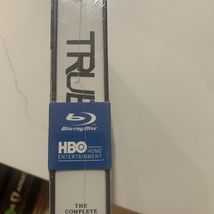 TRUE
Blu-ray Disc
HBO HOME
ENTERTAINMENT
THE
COMPLETE